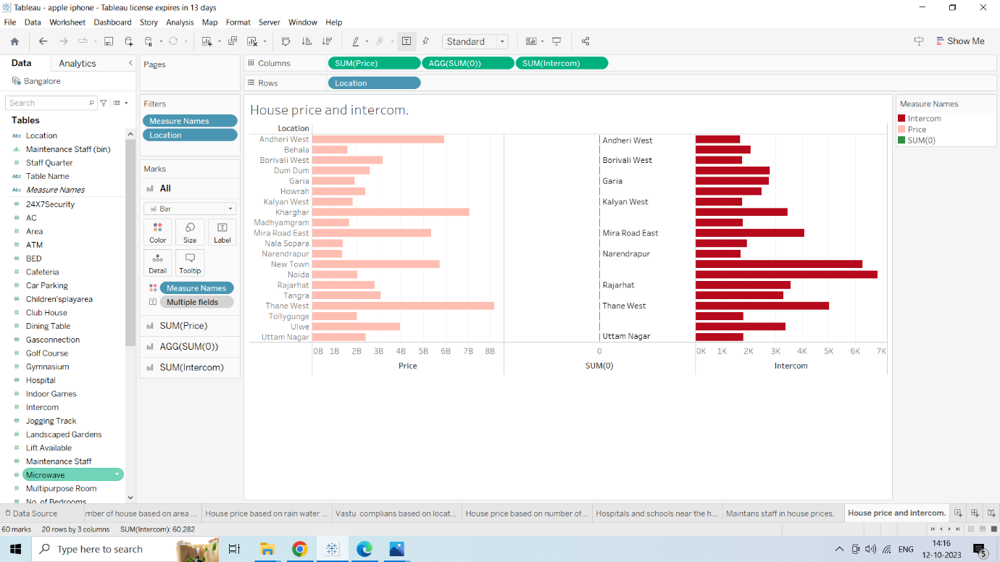 Tableau - apple iphone - Tableau license expires in 13 days
File Data Worksheet Dashboard Story Analysis Map Format Server Window Help
Standard
Show Me
Data Analytics
Bangalore
Search
Tables
Abc Location
Maintenance Staff (bin)
# Staff Quarter
Abc Table Name
Abc Measure Names
# 24X7Security
# AC
# Area
# ATM
# BED
# Cafeteria
# Car Parking
# Children'splayarea
# Club House
# Dining Table
# Gasconnection
# Golf Course
# Gymnasium
# Hospital
# Indoor Games
# Intercom
# Jogging Track
# Landscaped Gardens
# Lift Available
# Maintenance Staff
# Microwave
# Multipurpose Room
# No. of Bedrooms
Pages
Filters
Measure Names
Location
Marks
All
Bar
Color Size Label
Detail Tooltip
Measure Names
Multiple fields
SUM(Price)
AGG(SUM(0))
SUM(Intercom)
Columns SUM(Price) AGG(SUM(0)) SUM(Intercom)
Rows Location
House price and intercom.
Location
Andheri West Andheri West
Behala
Borivali West Borivali West
Dum Dum
Garia Garia
Howrah
Kalyan West Kalyan West
Kharghar
Madhyamgram
Mira Road East Mira Road East
Nala Sopara
Narendrapur Narendrapur
New Town
Noida
Rajarhat Rajarhat
Tangra
Thane West Thane West
Tollygunge
Ulwe
Uttam Nagar Uttam Nagar
0B 1B 2B 3B 4B 5B 6B 7B 8B 0 0K 1K 2K 3K 4K 5K 6K 7K
Price SUM(0) Intercom
Measure Names
Intercom
Price
SUM(0)
Data Source mber of house based on area ... House price based on rain water ... Vastu complians based on locat... House price based on number of... Hospitals and schools near the h... Maintans staff in house prices. House price and intercom.
60 marks 20 rows by 3 columns SUM(Intercom): 60,282
Type here to search
ENG
14:16
12-10-2023
5